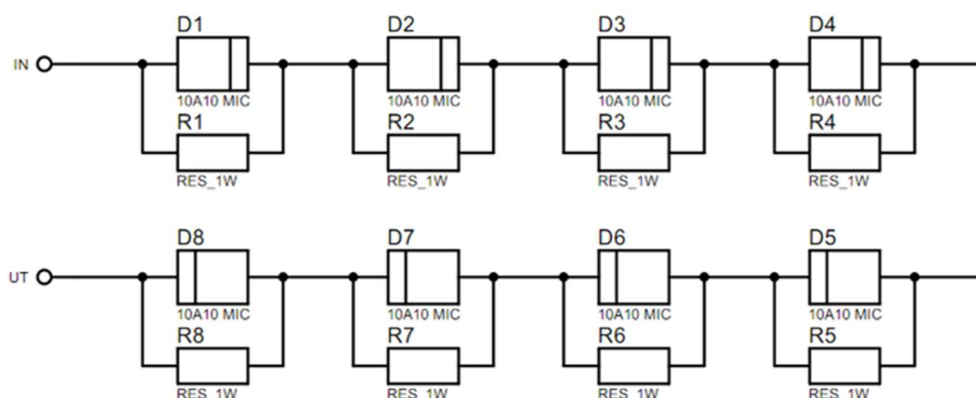 D1 D2 D3 D4
IN
10A10 MIC 10A10 MIC 10A10 MIC 10A10 MIC
R1 R2 R3 R4
RES_1W RES_1W RES_1W RES_1W
D8 D7 D6 D5
UT
10A10 MIC 10A10 MIC 10A10 MIC 10A10 MIC
R8 R7 R6 R5
RES_1W RES_1W RES_1W RES_1W